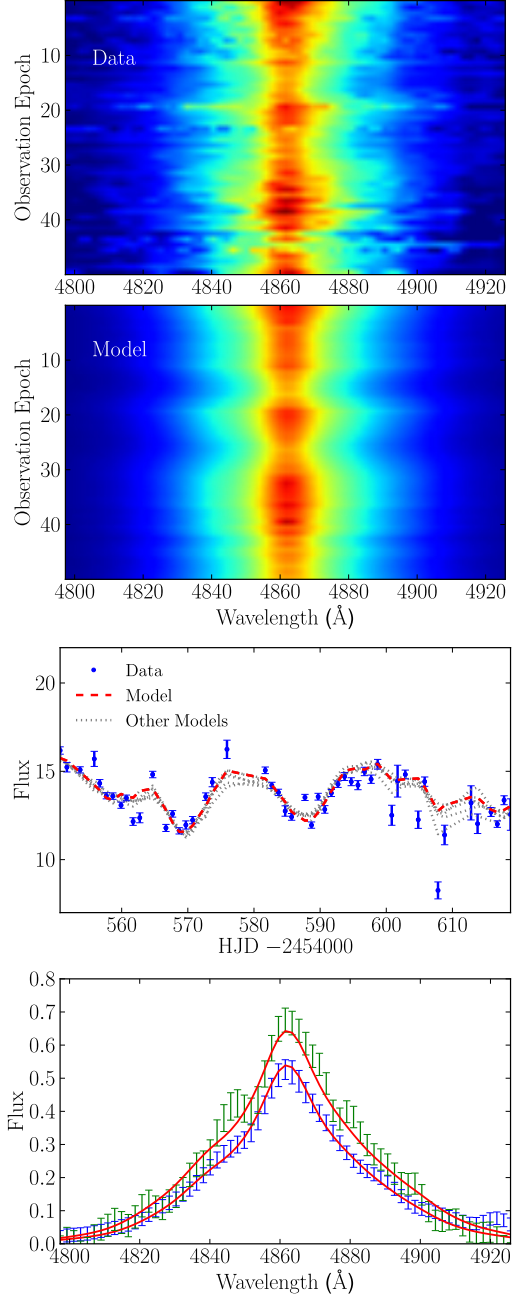 Data
Observation Epoch
10
20
30
40
4800 4820 4840 4860 4880 4900 4920
Model
Observation Epoch
10
20
30
40
4800 4820 4840 4860 4880 4900 4920
Wavelength (Å)
Data
Model
Other Models
Flux
20
15
10
560 570 580 590 600 610
HJD −2454000
Flux
0.8
0.7
0.6
0.5
0.4
0.3
0.2
0.1
0.0
4800 4820 4840 4860 4880 4900 4920
Wavelength (Å)